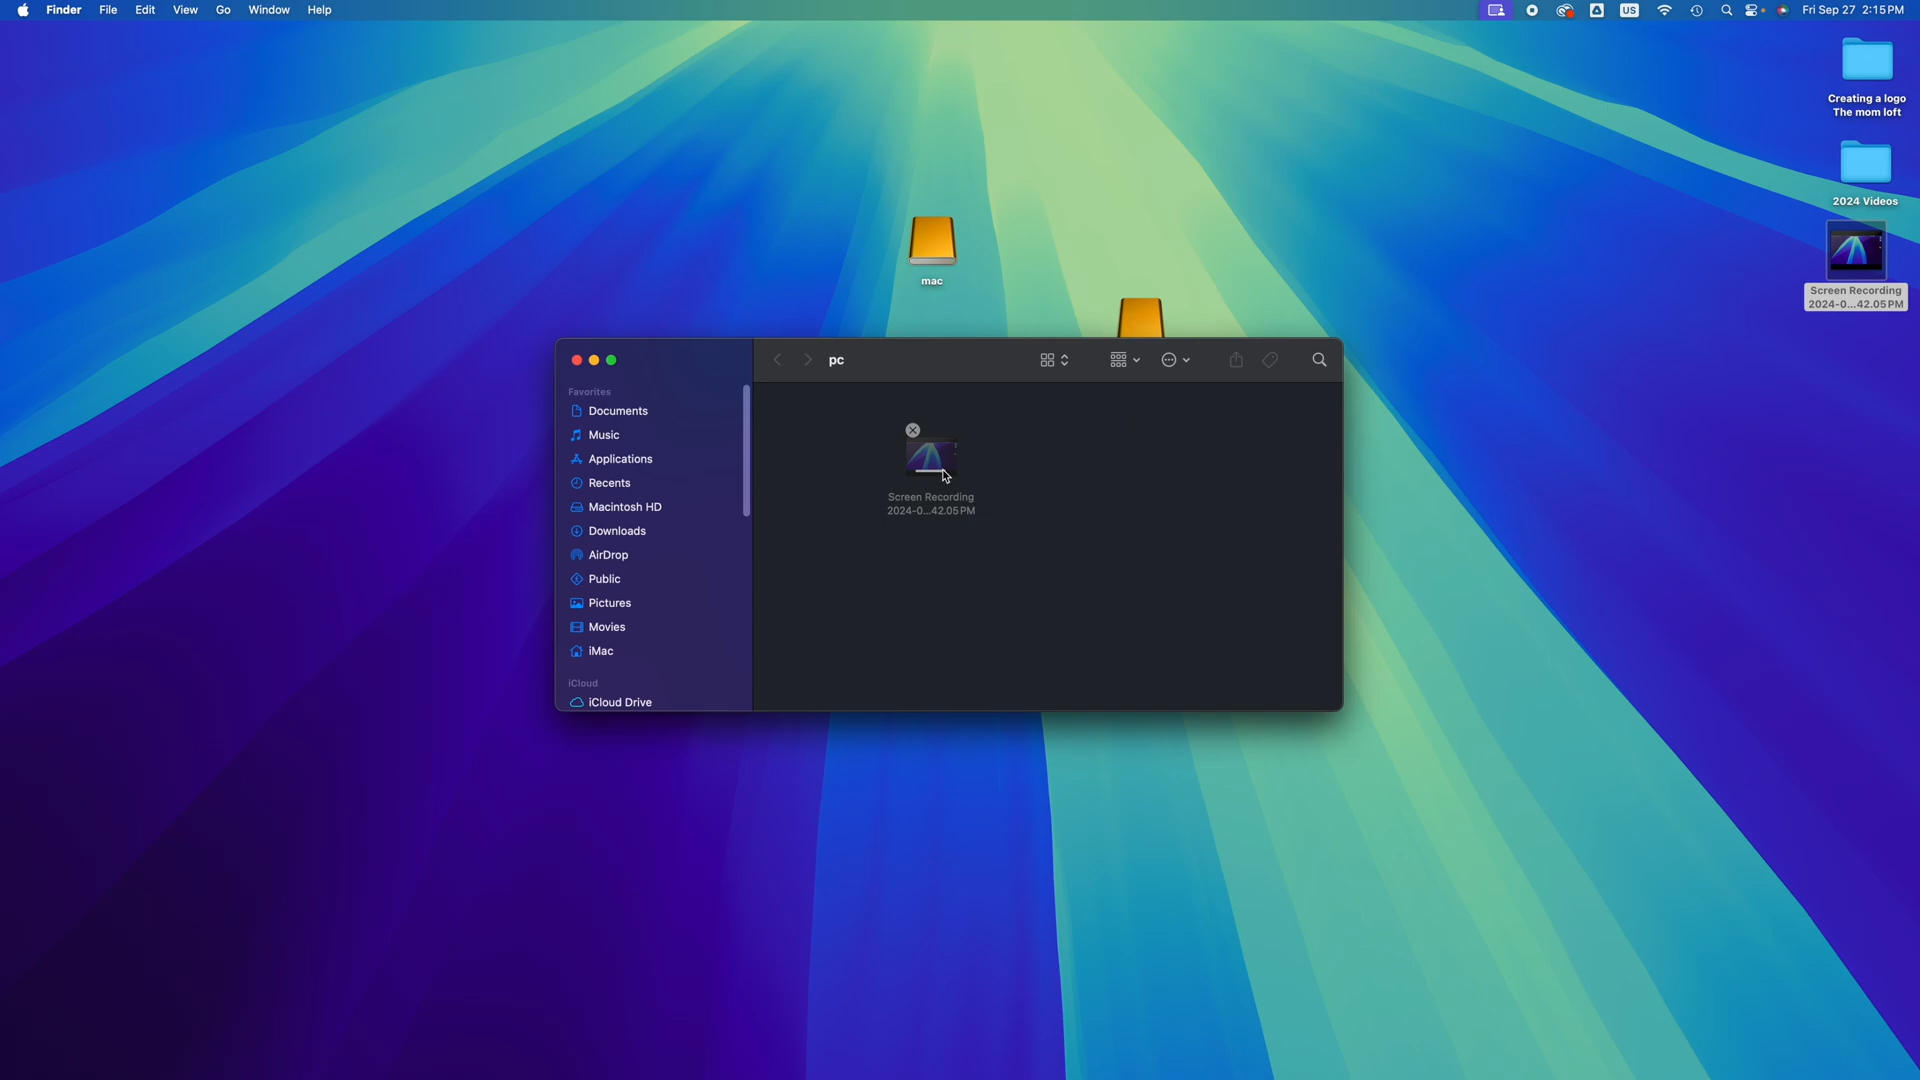 Finder File Edit View Go Window Help
US
Fri Sep 27 2:15 PM
Creating a logo
The mom loft
2024 Videos
Screen Recording
2024-0...42.05 PM
mac
pc
Favorites
Documents
Music
Applications
Recents
Macintosh HD
Downloads
AirDrop
Public
Pictures
Movies
iMac
iCloud
iCloud Drive
Screen Recording
2024-0...42.05 PM